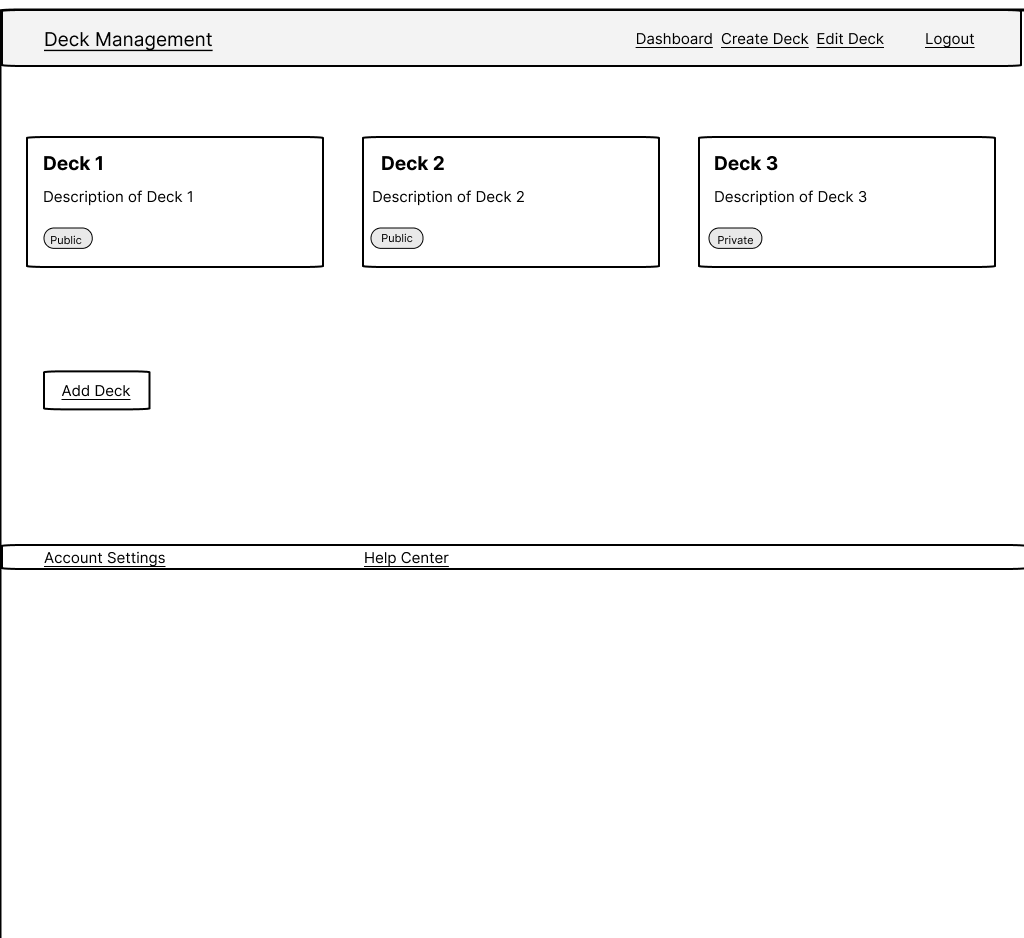 Deck Management
Dashboard Create Deck Edit Deck Logout
Deck 1
Description of Deck 1
Public
Deck 2
Description of Deck 2
Public
Deck 3
Description of Deck 3
Private
Add Deck
Account Settings
Help Center